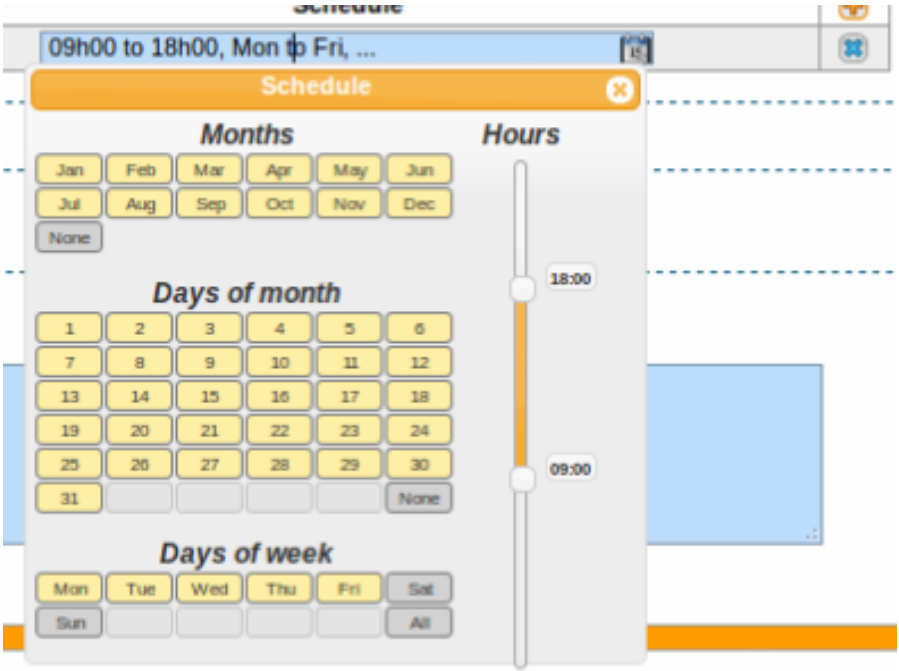 Schedule
09h00 to 18h00, Mon to Fri, ...
Schedule
Months
Jan Feb Mar Apr May Jun
Jul Aug Sep Oct Nov Dec
None
Days of month
1 2 3 4 5 6
7 8 9 10 11 12
13 14 15 16 17 18
19 20 21 22 23 24
25 26 27 28 29 30
31 None
Days of week
Mon Tue Wed Thu Fri Sat
Sun All
Hours
18:00
09:00